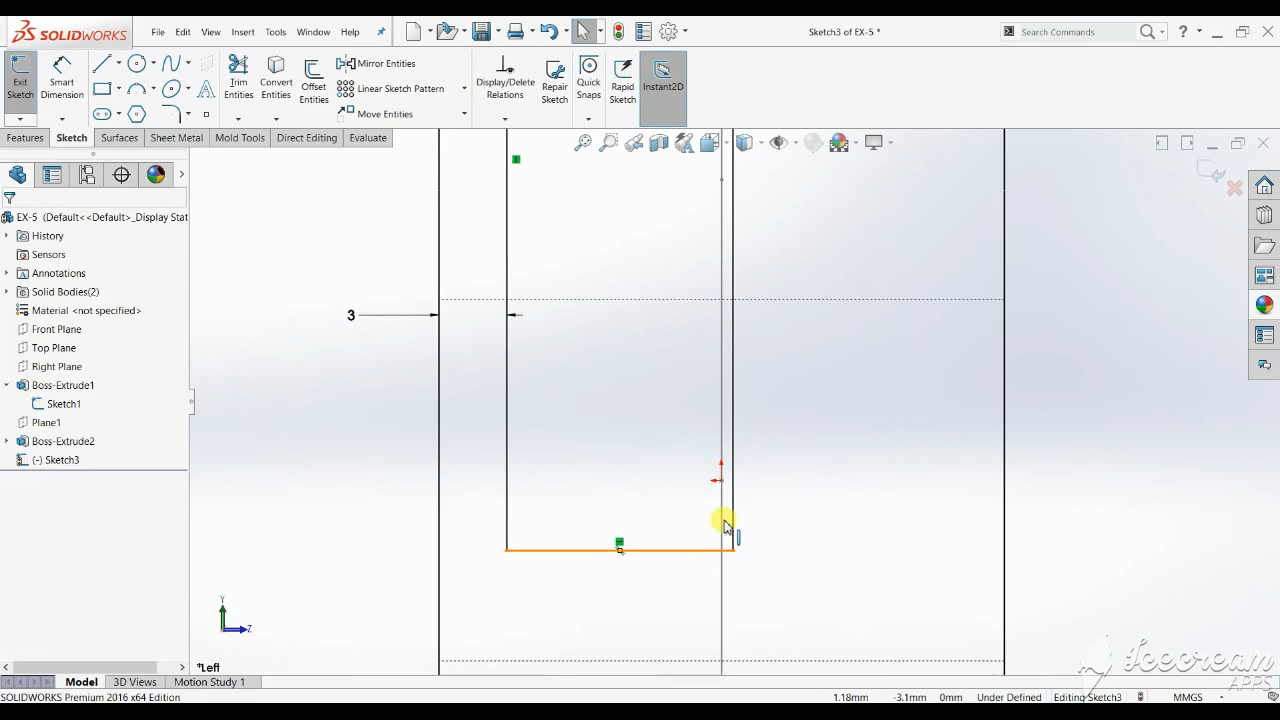 SOLIDWORKS File Edit View Insert Tools Window Help Sketch3 of EX-5 * Search Commands ?
Exit Sketch Smart Dimension Trim Entities Convert Entities Offset Entities Mirror Entities Linear Sketch Pattern Move Entities Display/Delete Relations Repair Sketch Quick Snaps Rapid Sketch Instant2D
Features Sketch Surfaces Sheet Metal Mold Tools Direct Editing Evaluate
EX-5 (Default<<Default>_Display Stat
History
Sensors
Annotations
Solid Bodies(2)
Material <not specified>
Front Plane
Top Plane
Right Plane
Boss-Extrude1
Sketch1
Plane1
Boss-Extrude2
(-) Sketch3
3
Y
Z
*Left
Icecream
APPS
Model 3D Views Motion Study 1
SOLIDWORKS Premium 2016 x64 Edition 1.18mm -3.1mm 0mm Under Defined Editing Sketch3 MMGS